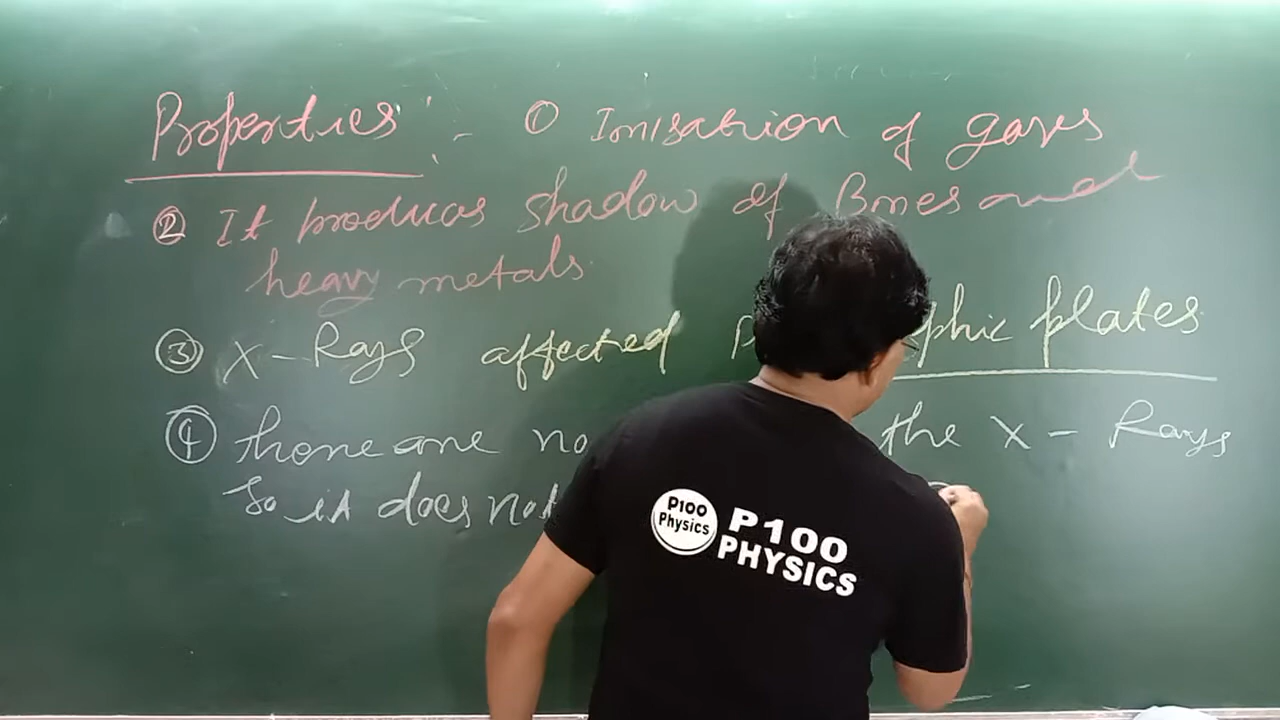 Properties :- ① Ionisation of gases
② It produces shadow of Bones and
heavy metals.
③ X-Rays affected phic plates
④ there are no the X-Rays
So it does not
P100 Physics
P100 PHYSICS